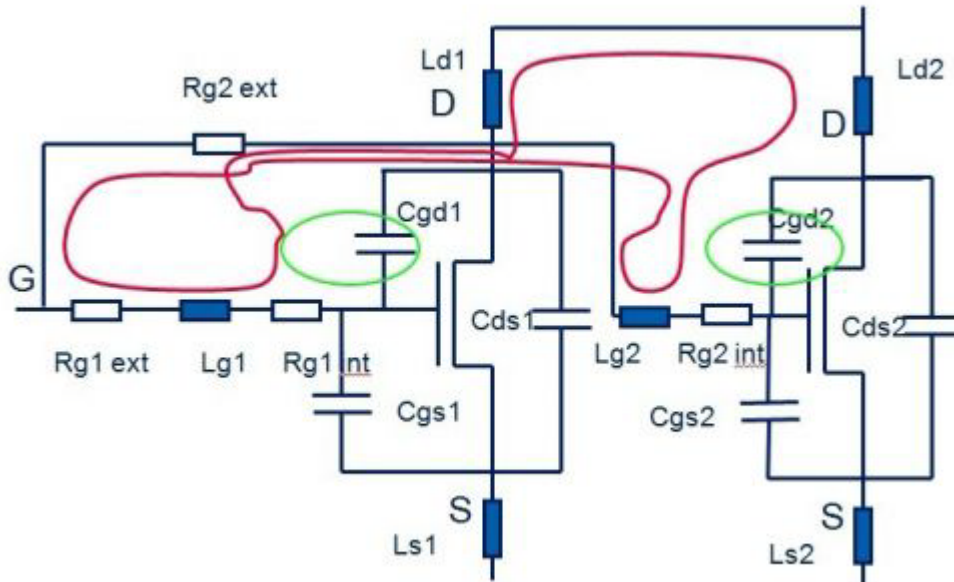 Ld1
Ld2
Rg2 ext
D
D
Cgd1
Cgd2
G
Cds1
Cds2
Rg1 ext
Lg1
Rg1 int
Lg2
Rg2 int
Cgs1
Cgs2
S
S
Ls1
Ls2